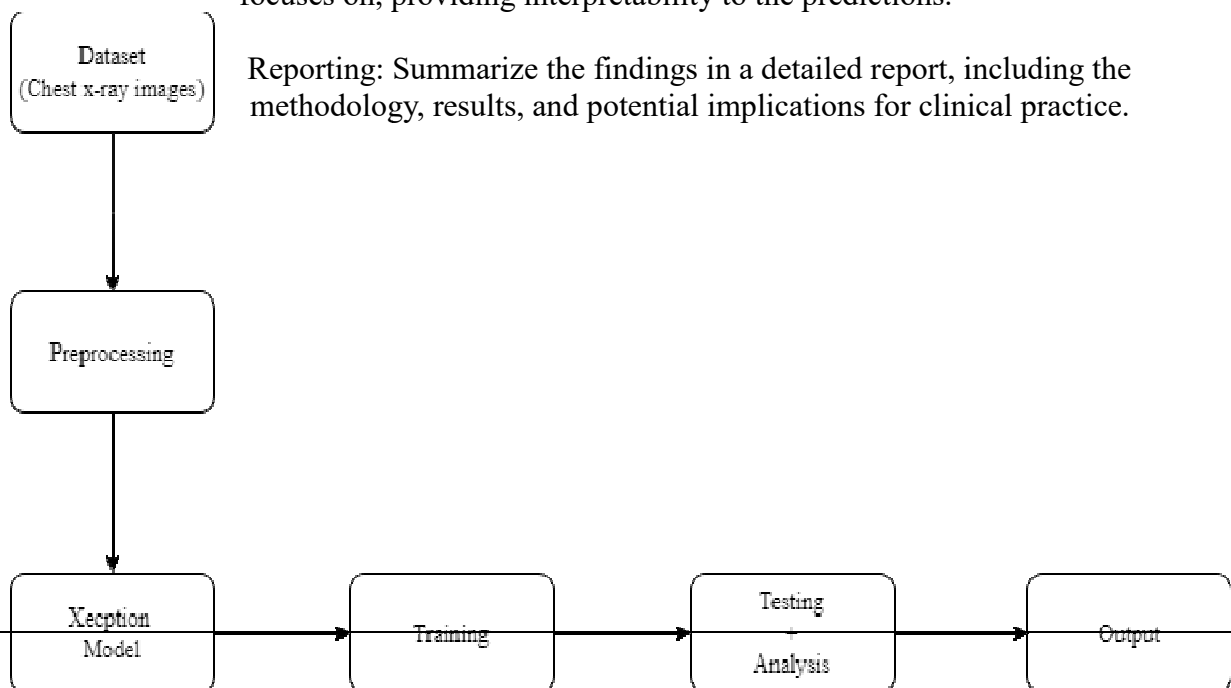 focuses on, providing interpretability to the predictions.
Dataset
(Chest x-ray images)
Reporting: Summarize the findings in a detailed report, including the
methodology, results, and potential implications for clinical practice.
Preprocessing
Xecption
Model
Training
Testing
+
Analysis
Output